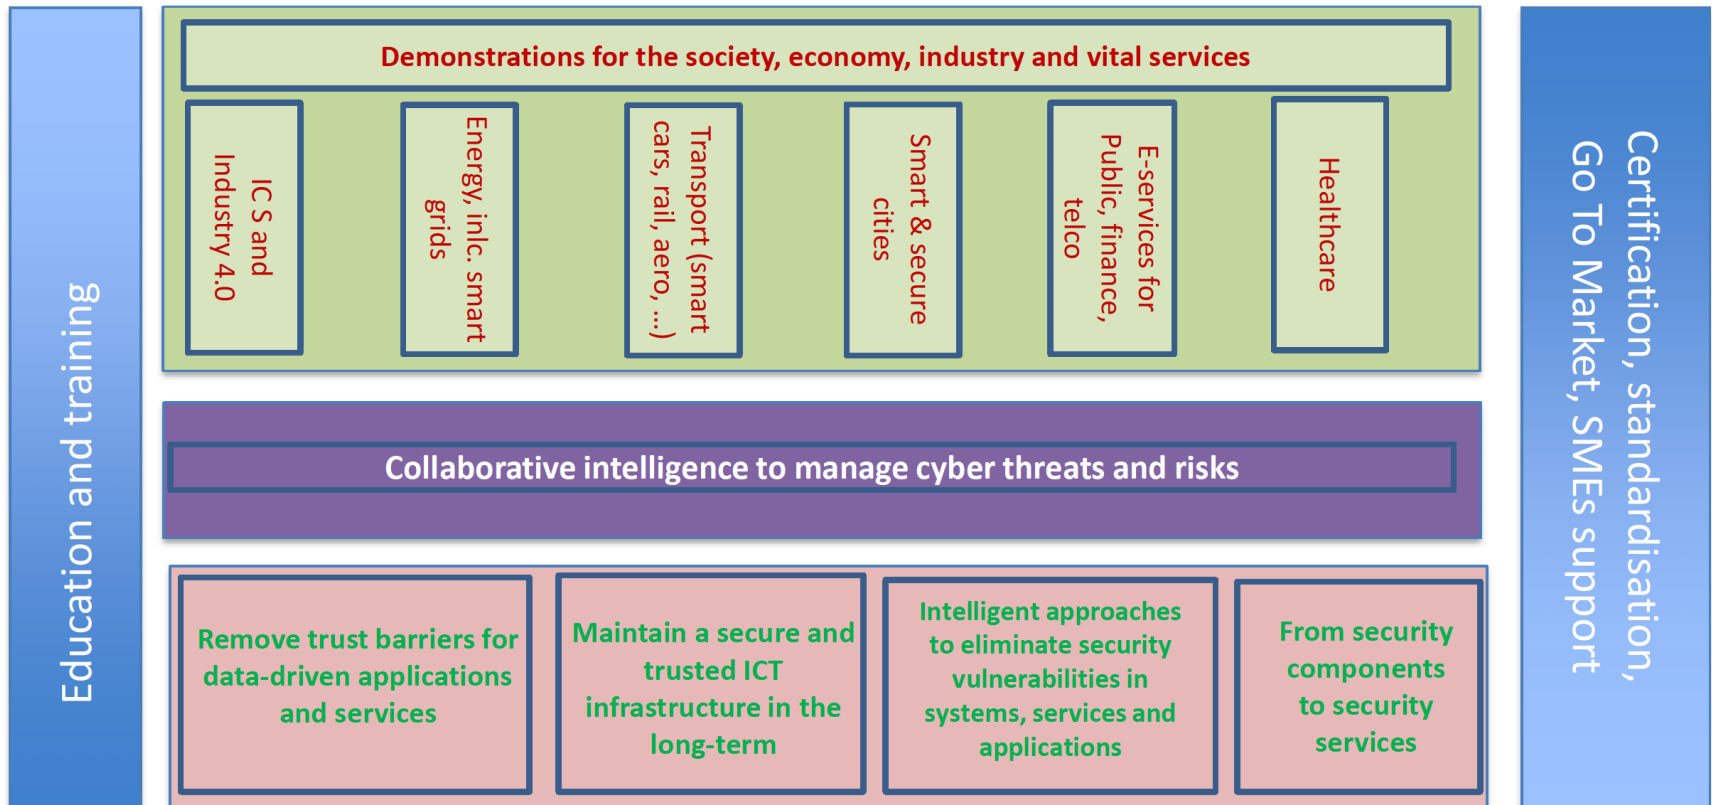 Education and training
Demonstrations for the society, economy, industry and vital services
IC S and
Industry 4.0
Energy, inlc. smart
grids
Transport (smart
cars, rail, aero, ...)
Smart & secure
cities
E-services for
Public, finance,
telco
Healthcare
Collaborative intelligence to manage cyber threats and risks
Remove trust barriers for
data-driven applications
and services
Maintain a secure and
trusted ICT
infrastructure in the
long-term
Intelligent approaches
to eliminate security
vulnerabilities in
systems, services and
applications
From security
components
to security
services
Certification, standardisation,
Go To Market, SMEs support